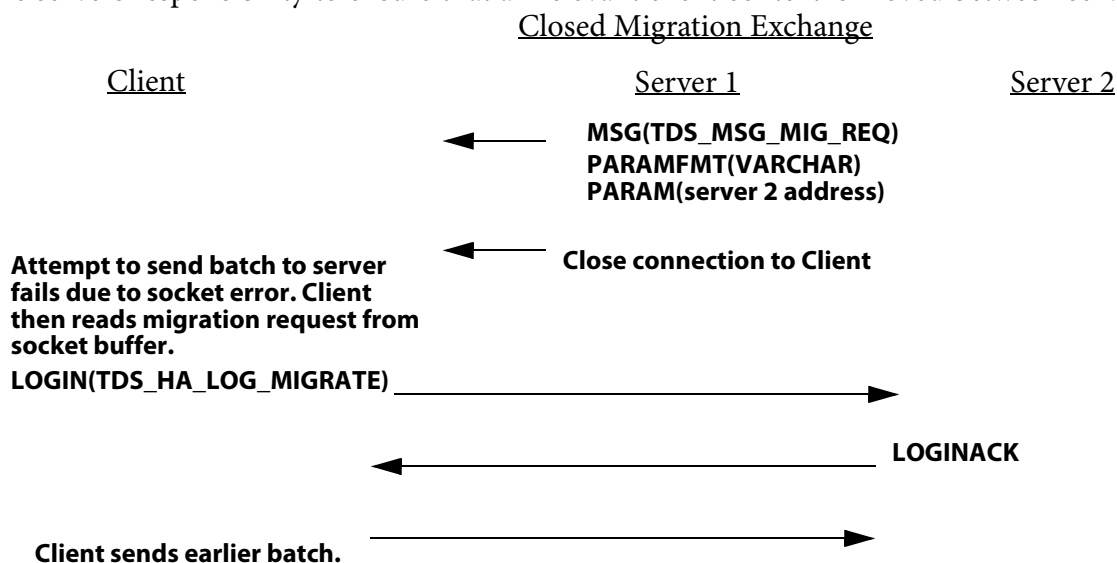 Closed Migration Exchange
Client Server 1 Server 2
MSG(TDS_MSG_MIG_REQ)
PARAMFMT(VARCHAR)
PARAM(server 2 address)
Close connection to Client
Attempt to send batch to server
fails due to socket error. Client
then reads migration request from
socket buffer.
LOGIN(TDS_HA_LOG_MIGRATE)
LOGINACK
Client sends earlier batch.